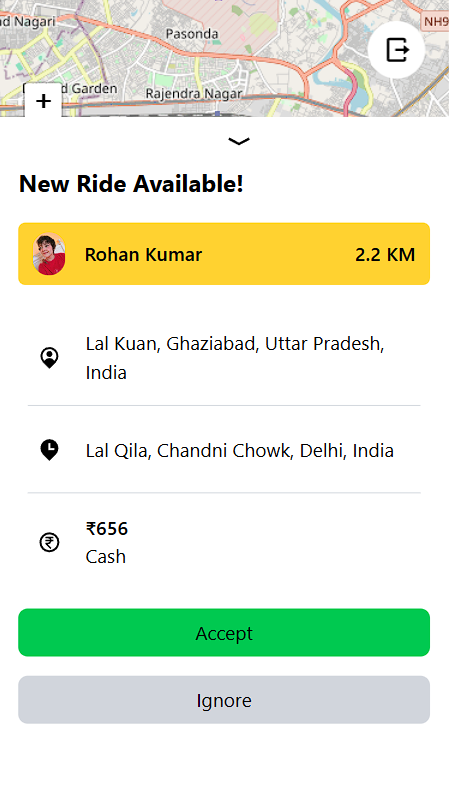 Nagari
Pasonda
NH9
Garden
Rajendra Nagar
+
New Ride Available!
Rohan Kumar
2.2 KM
Lal Kuan, Ghaziabad, Uttar Pradesh,
India
Lal Qila, Chandni Chowk, Delhi, India
₹656
Cash
Accept
Ignore